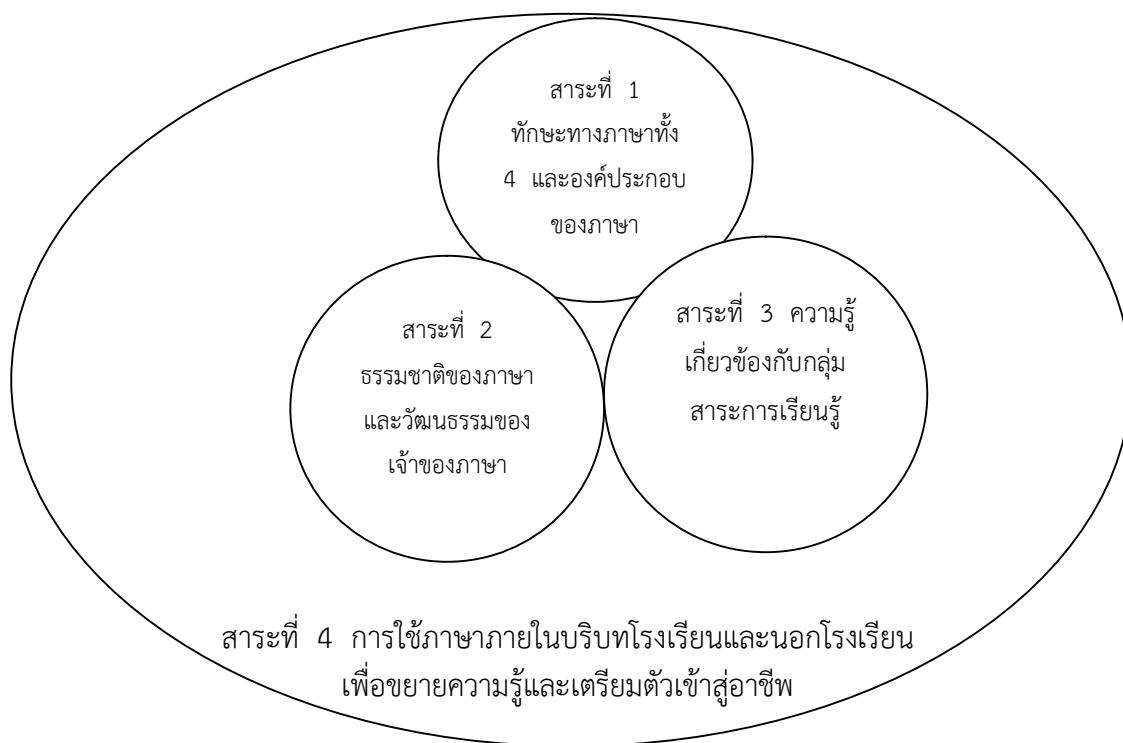 สาระที่ 1
ทักษะทางภาษาทั้ง
4 และองค์ประกอบ
ของภาษา
สาระที่ 2
ธรรมชาติของภาษา
และวัฒนธรรมของ
เจ้าของภาษา
สาระที่ 3 ความรู้
เกี่ยวข้องกับกลุ่ม
สาระการเรียนรู้
สาระที่ 4 การใช้ภาษาภายในบริบทโรงเรียนและนอกโรงเรียน
เพื่อขยายความรู้และเตรียมตัวเข้าสู่อาชีพ